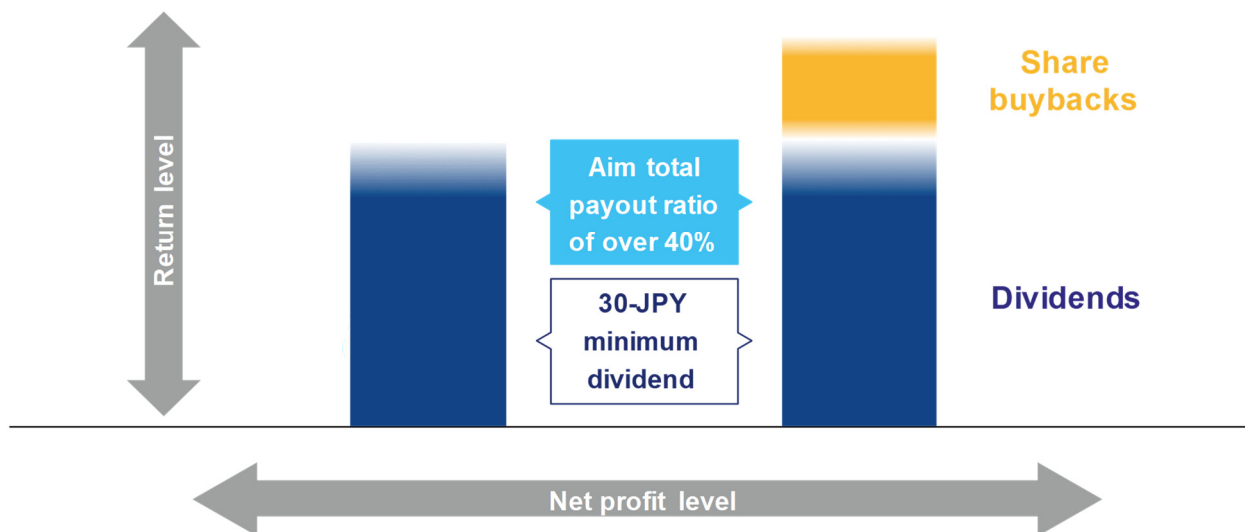 Return level
Aim total
payout ratio
of over 40%
30-JPY
minimum
dividend
Share
buybacks
Dividends
Net profit level